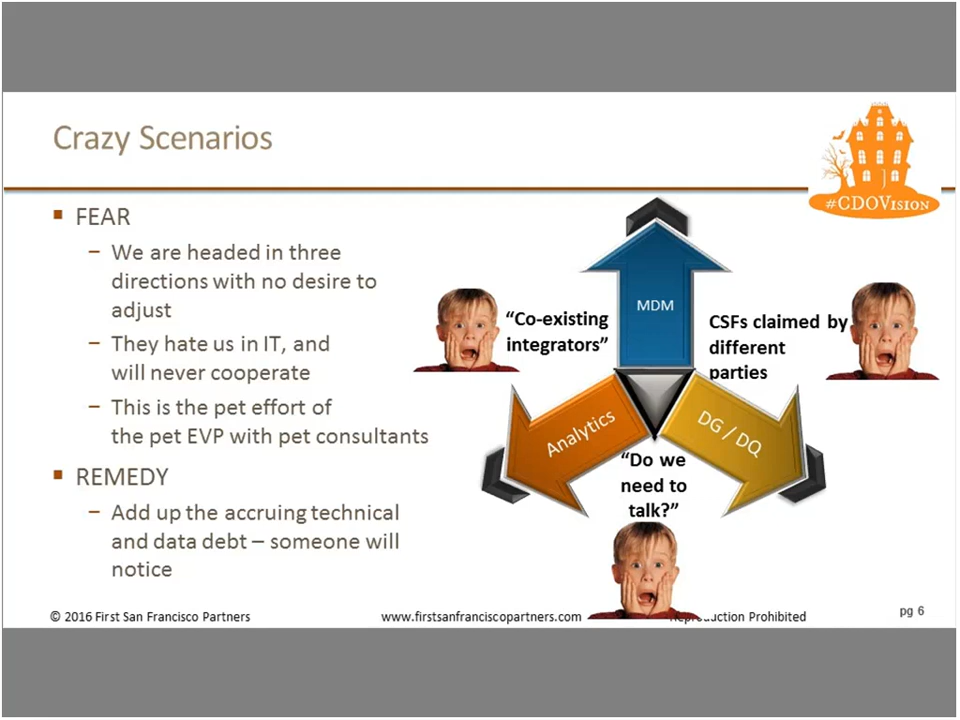 Crazy Scenarios
#CDOVISION
▪ FEAR
– We are headed in three
directions with no desire to
adjust
– They hate us in IT, and
will never cooperate
– This is the pet effort of
the pet EVP with pet consultants
▪ REMEDY
– Add up the accruing technical
and data debt – someone will
notice
MDM
“Co-existing
integrators”
CSFs claimed by
different
parties
Analytics
DG / DQ
“Do we
need to
talk?”
© 2016 First San Francisco Partners
www.firstsanfranciscopartners.com
Reproduction Prohibited
pg 6